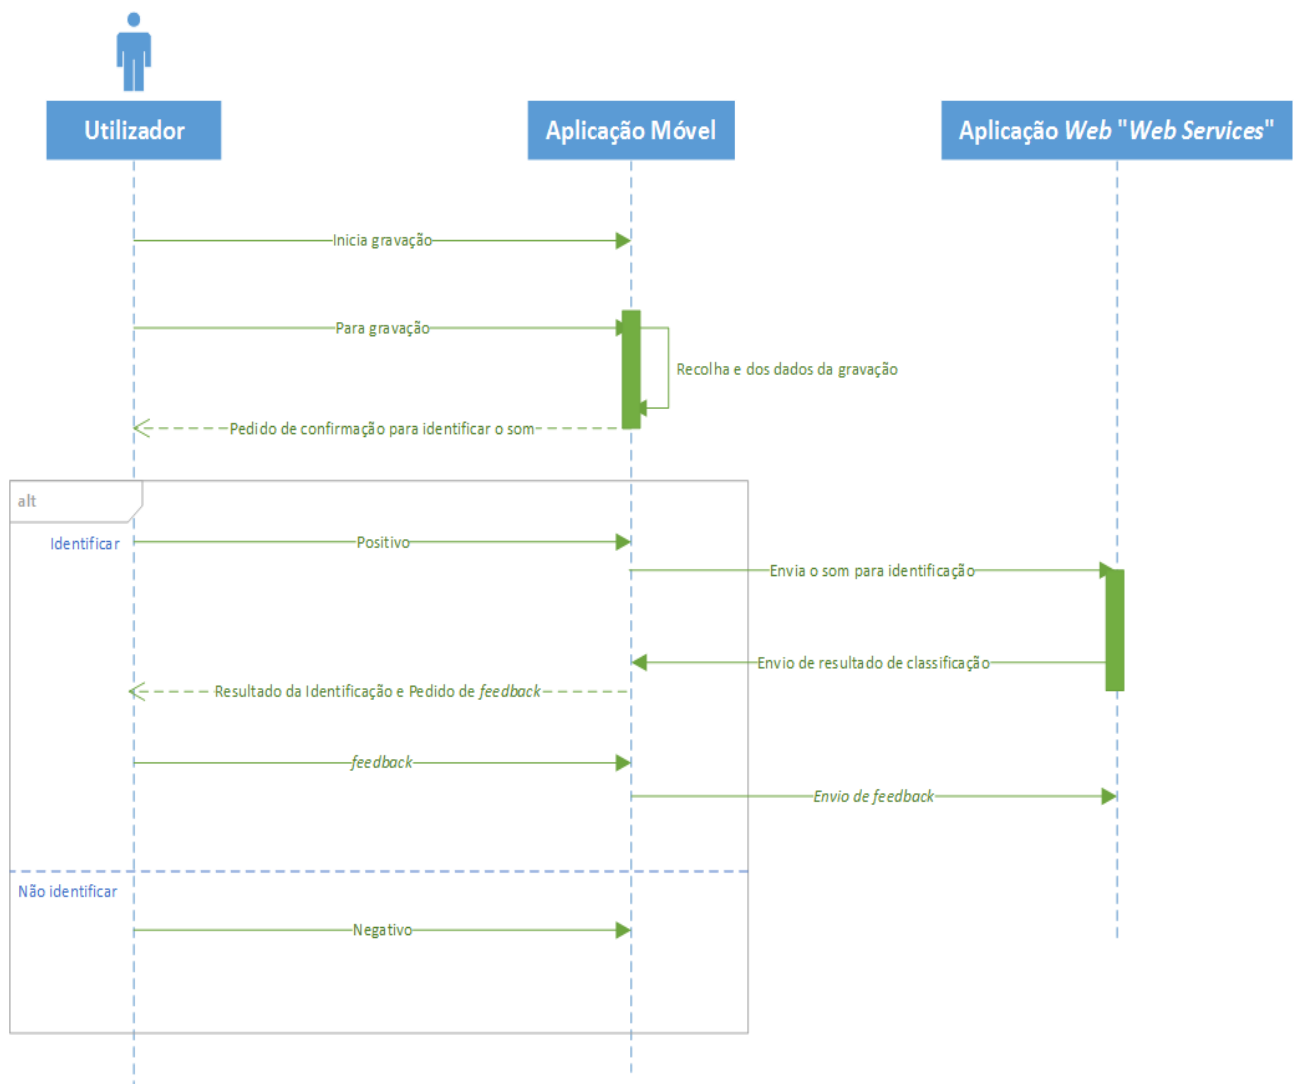 Utilizador
Aplicação Móvel
Aplicação Web "Web Services"
Inicia gravação
Para gravação
Recolha e dos dados da gravação
Pedido de confirmação para identificar o som
alt
Identificar
Positivo
Envia o som para identificação
Envio de resultado de classificação
Resultado da Identificação e Pedido de feedback
feedback
Envio de feedback
Não identificar
Negativo